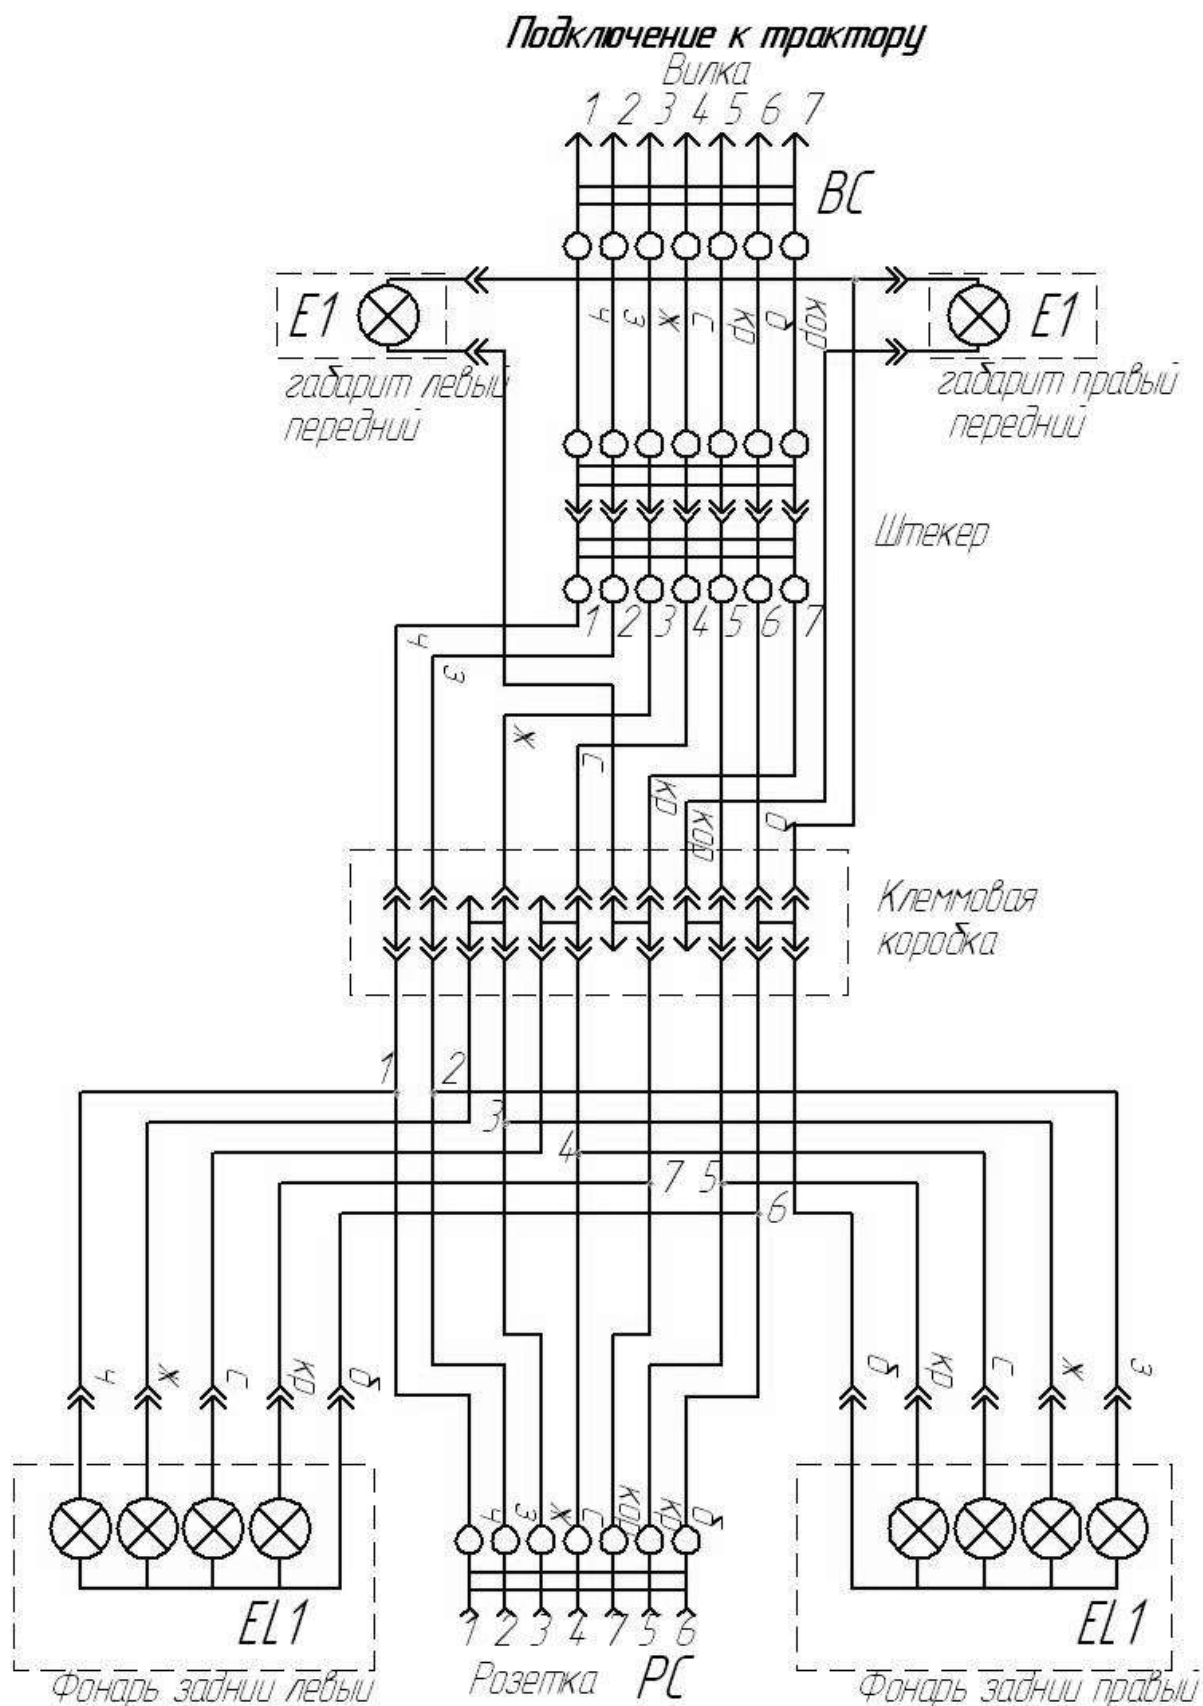 Подключение к трактору
Вилка
1 2 3 4 5 6 7
ВС
Е1
ч з ж с кр б кор
Е1
габарит левый
передний
габарит правый
передний
Штекер
1 2 3 4 5 6 7
ч
з
ж
с
кр
кор
б
Клеммовая
коробка
1 2
3
4
7 5
6
ч ж с кр б
б кр с ж з
ч з ж с кор кр б
EL1
EL1
1 2 3 4 7 5 6
Розетка РС
Фонарь задний левый
Фонарь задний правый